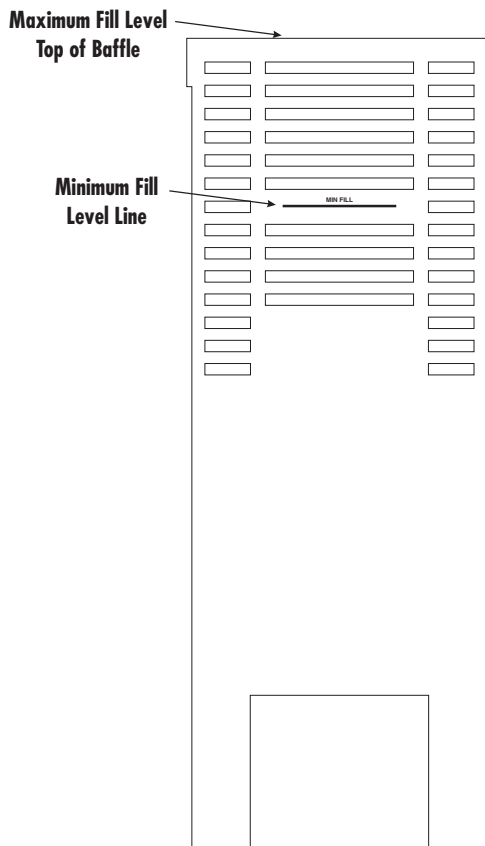 Maximum Fill Level
Top of Baffle
Minimum Fill
Level Line
MIN FILL